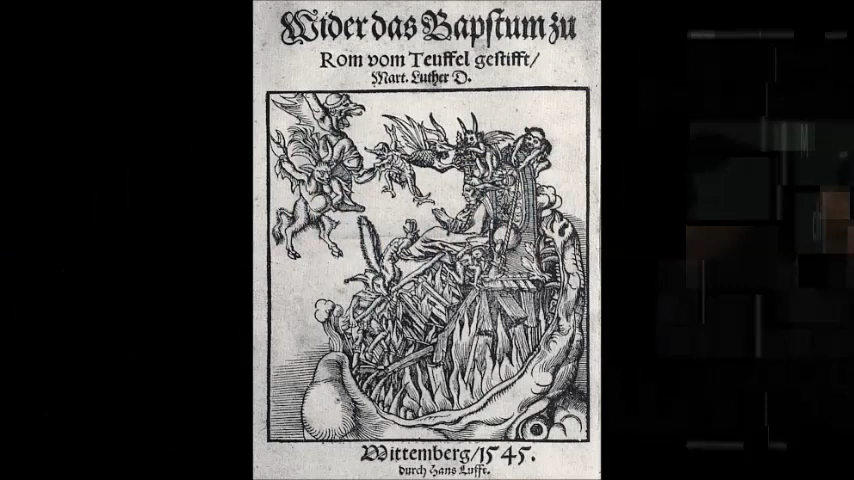 Wider das Bapstum zu
Rom vom Teuffel gestifft/
Mart. Luther D.
Wittemberg/1545.
durch Hans Lufft.